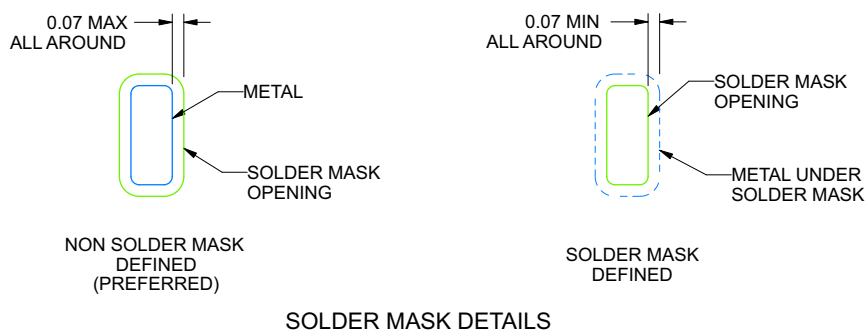 0.07 MAX
ALL AROUND
METAL
SOLDER MASK
OPENING
NON SOLDER MASK
DEFINED
(PREFERRED)
0.07 MIN
ALL AROUND
SOLDER MASK
OPENING
METAL UNDER
SOLDER MASK
SOLDER MASK
DEFINED
SOLDER MASK DETAILS